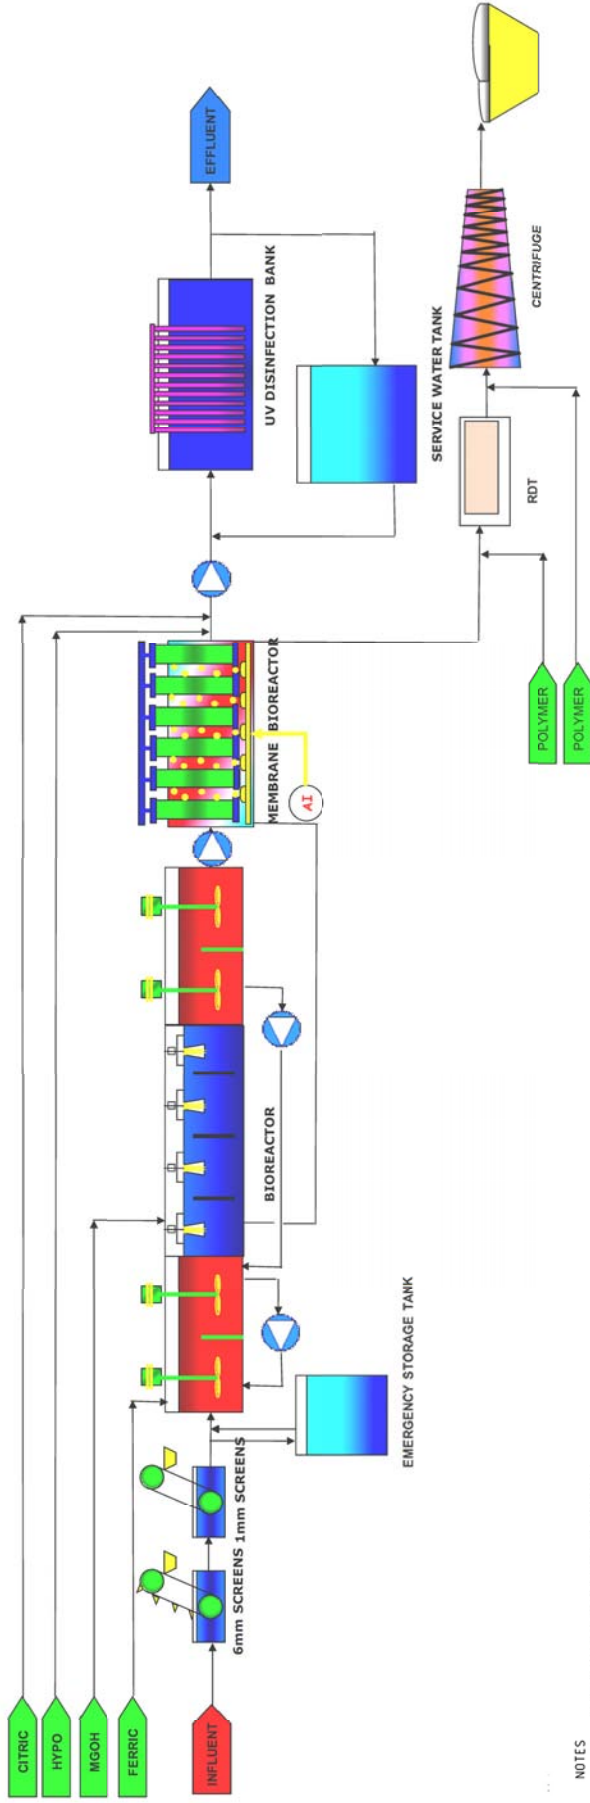 CITRIC
HYPO
MGOH
FERRIC
INFLUENT
6mm SCREENS
1mm SCREENS
EMERGENCY STORAGE TANK
BIOREACTOR
MEMBRANE BIOREACTOR
AI
UV DISINFECTION BANK
EFFLUENT
SERVICE WATER TANK
RDT
CENTRIFUGE
POLYMER
POLYMER
NOTES